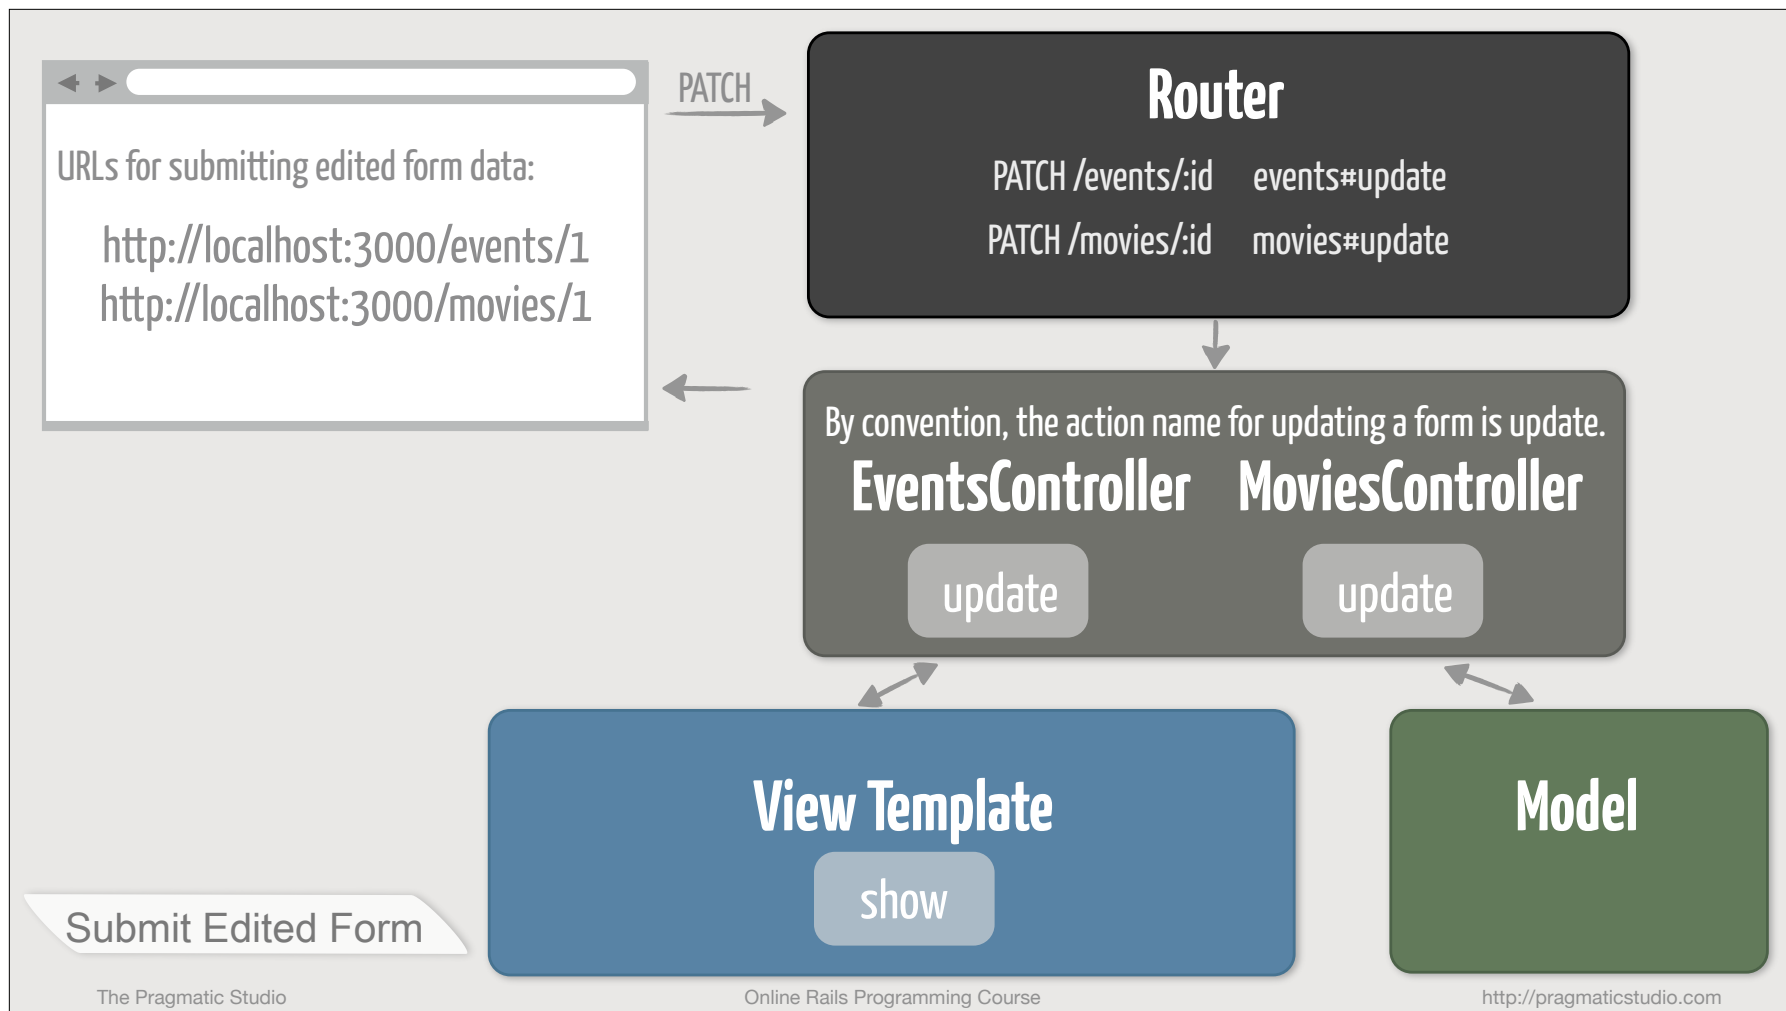 PATCH
URLs for submitting edited form data:
http://localhost:3000/events/1
http://localhost:3000/movies/1
Router
PATCH /events/:id events#update
PATCH /movies/:id movies#update
By convention, the action name for updating a form is update.
EventsController MoviesController
update update
View Template
show
Model
Submit Edited Form
The Pragmatic Studio Online Rails Programming Course http://pragmaticstudio.com